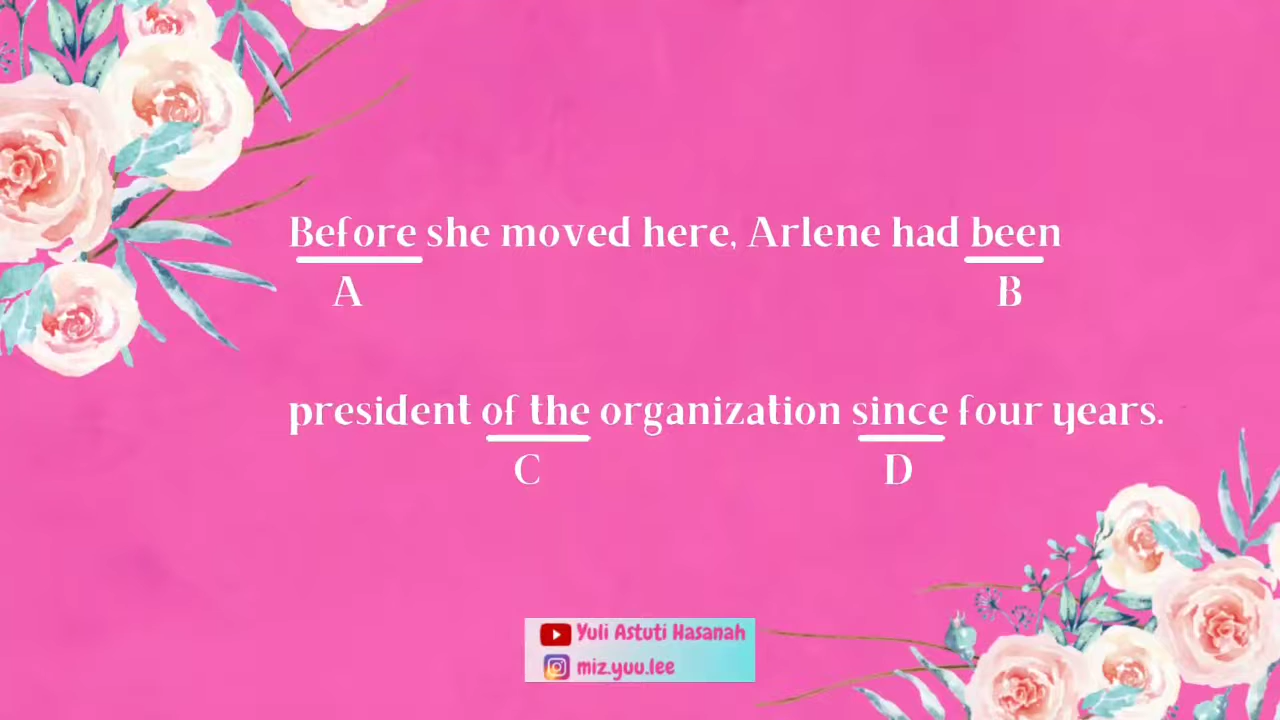 Before she moved here, Arlene had been
A B
president of the organization since four years.
C D
Yuli Astuti Hasanah
miz.yuu.lee